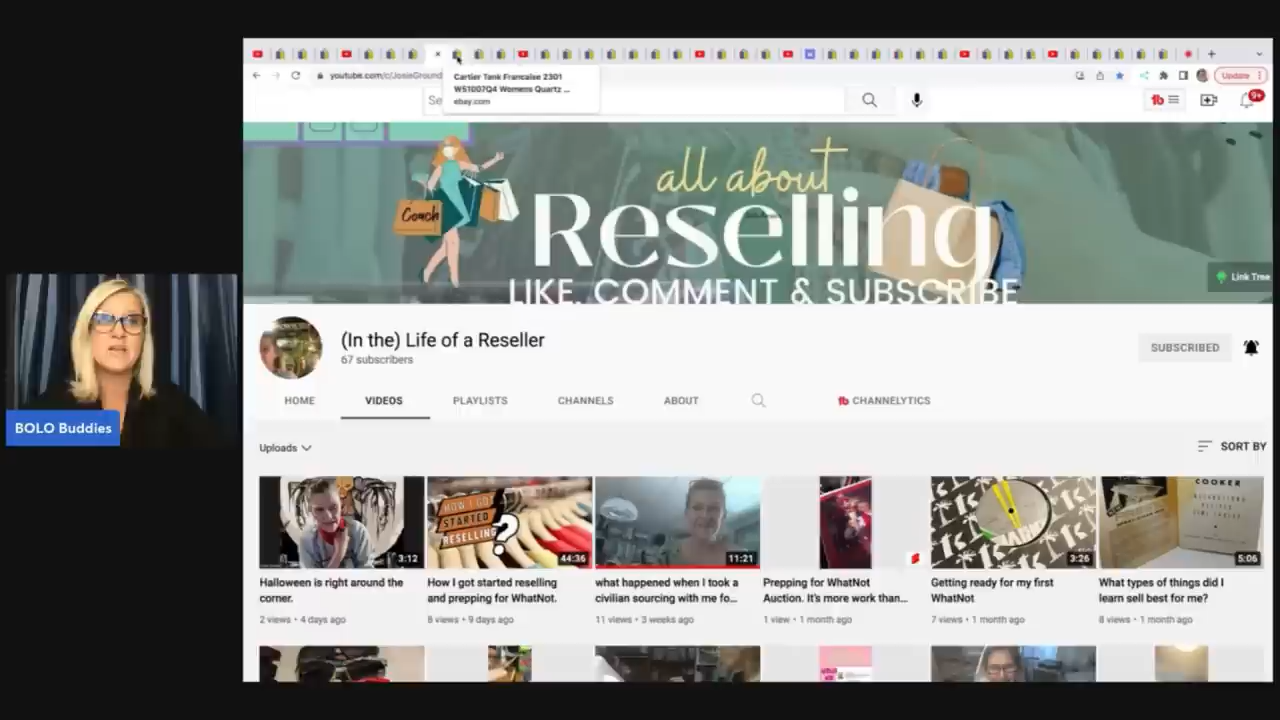 youtube.com/c/JosieGround
Cartier Tank Francaise 2301
W51007Q4 Womens Quartz ...
ebay.com
Update
Se
9+
all about
Reselling
LIKE, COMMENT & SUBSCRIBE
Coach
Link Tree
(In the) Life of a Reseller
67 subscribers
SUBSCRIBED
HOME
VIDEOS
PLAYLISTS
CHANNELS
ABOUT
CHANNELYTICS
BOLO Buddies
Uploads
SORT BY
3:12
HOW I GOT
STARTED
RESELLING
?
44:36
11:21
3:26
COOKER
5:06
Halloween is right around the
corner.
2 views • 4 days ago
How I got started reselling
and prepping for WhatNot.
8 views • 9 days ago
what happened when I took a
civilian sourcing with me fo...
11 views • 3 weeks ago
Prepping for WhatNot
Auction. It's more work than...
1 view • 1 month ago
Getting ready for my first
WhatNot
7 views • 1 month ago
What types of things did I
learn sell best for me?
8 views • 1 month ago